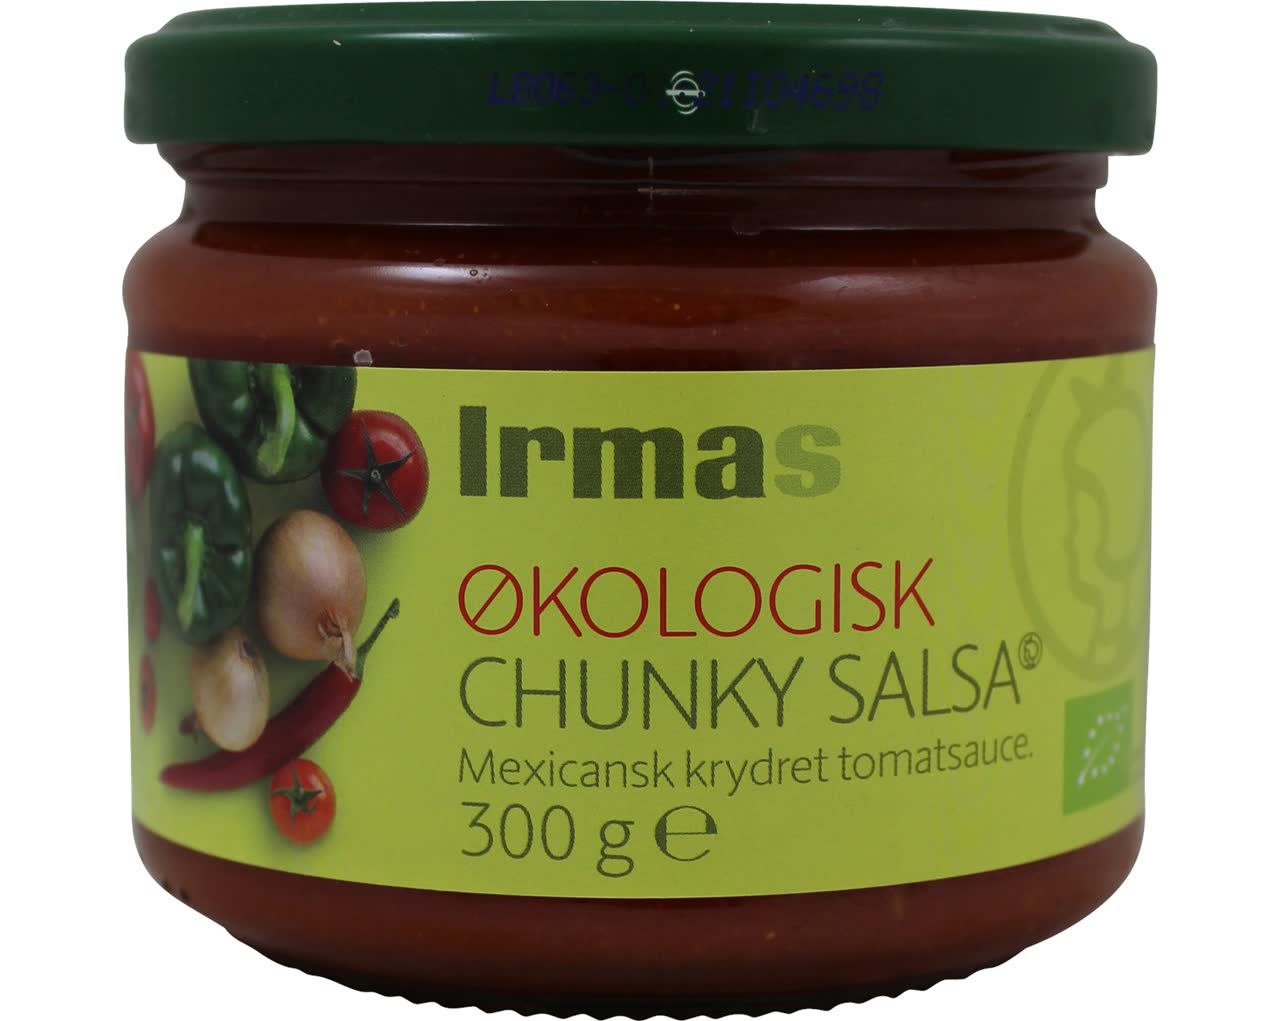 Irmas
ØKOLOGISK
CHUNKY SALSA
Mexicansk krydret tomatsauce.
300 g ℮